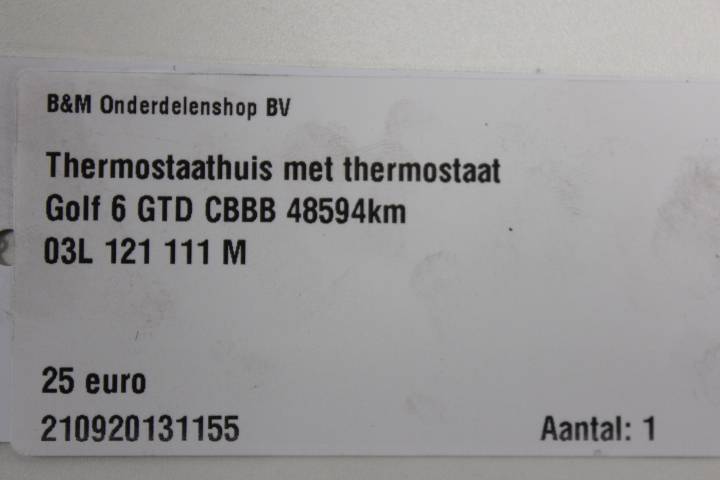 B&M Onderdelenshop BV
Thermostaathuis met thermostaat
Golf 6 GTD CBBB 48594km
03L 121 111 M
25 euro
210920131155 Aantal: 1